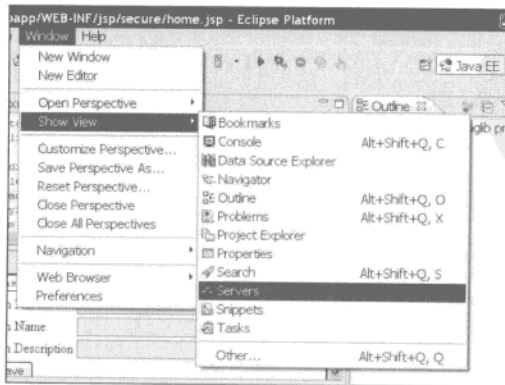 app/WEB-INF/jsp/secure/home.jsp - Eclipse Platform
Window Help
New Window
New Editor
Open Perspective
Show View
Customize Perspective...
Save Perspective As...
Reset Perspective...
Close Perspective
Close All Perspectives
Navigation
Web Browser
Preferences
Java EE
Outline
glib pr
Bookmarks
Console Alt+Shift+Q, C
Data Source Explorer
Navigator
Outline Alt+Shift+Q, O
Problems Alt+Shift+Q, X
Project Explorer
Properties
Search Alt+Shift+Q, S
Servers
Snippets
Tasks
Other... Alt+Shift+Q, Q
n Name
n Description
ave